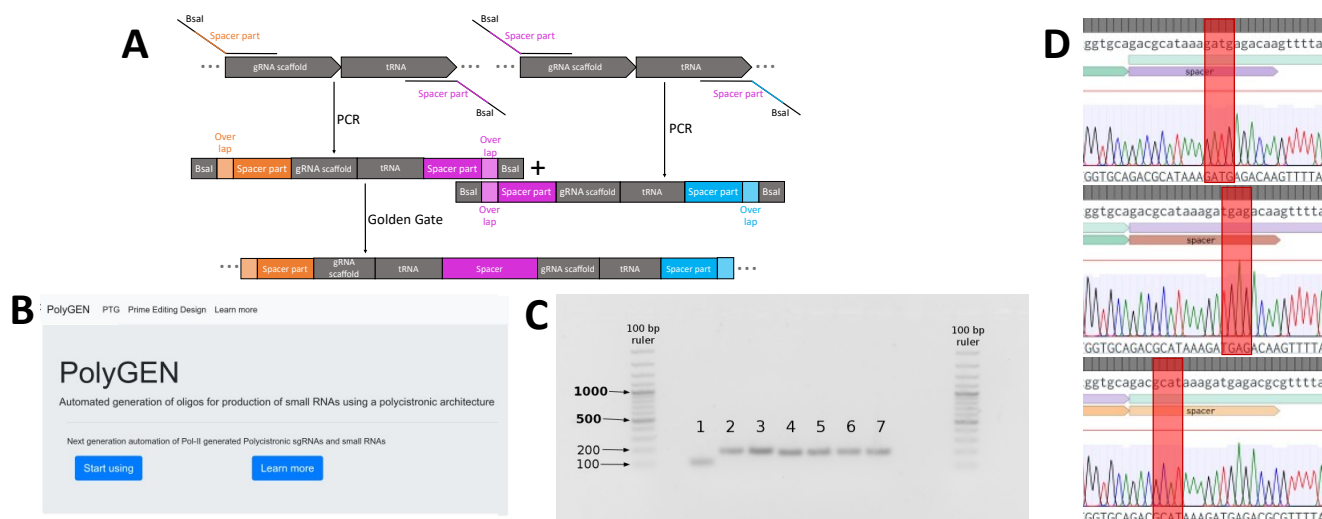 A
BsaI
Spacer part
gRNA scaffold
tRNA
Spacer part
BsaI
BsaI
Spacer part
gRNA scaffold
tRNA
Spacer part
BsaI
PCR
PCR
Over
lap
Over
lap
BsaI
Spacer part
gRNA scaffold
tRNA
Spacer part
BsaI
+
BsaI
Spacer part
gRNA scaffold
tRNA
Spacer part
BsaI
Over
lap
Over
lap
Golden Gate
Spacer part
gRNA
scaffold
tRNA
Spacer
gRNA scaffold
tRNA
Spacer part
B
PolyGEN PTG Prime Editing Design Learn more
PolyGEN
Automated generation of oligos for production of small RNAs using a polycistronic architecture
Next generation automation of Pol-II generated Polycistronic sgRNAs and small RNAs
Start using
Learn more
C
100 bp
ruler
100 bp
ruler
1000
500
200
100
1 2 3 4 5 6 7
D
ggtgcagacgcataaagatgagacaagtttta
spacer
GGTGCAGACGCATAAAGATGAGACAAGTTTTA
ggtgcagacgcataaagatgagacaagtttta
spacer
GGTGCAGACGCATAAAGATGAGACAAGTTTTA
ggtgcagacgcataaagatgagacgcgtttta
spacer
GGTGCAGACGCATAAAGATGAGACGCGTTTTA